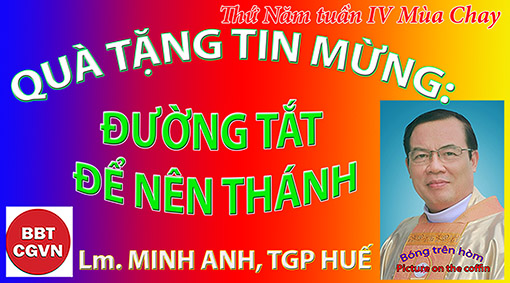 Thứ Năm tuần IV Mùa Chay
QUÀ TẶNG TIN MỪNG:
ĐƯỜNG TẮT
ĐỂ NÊN THÁNH
BBT
CGVN
Lm. MINH ANH, TGP HUẾ
Bóng trên hòm
Picture on the coffin